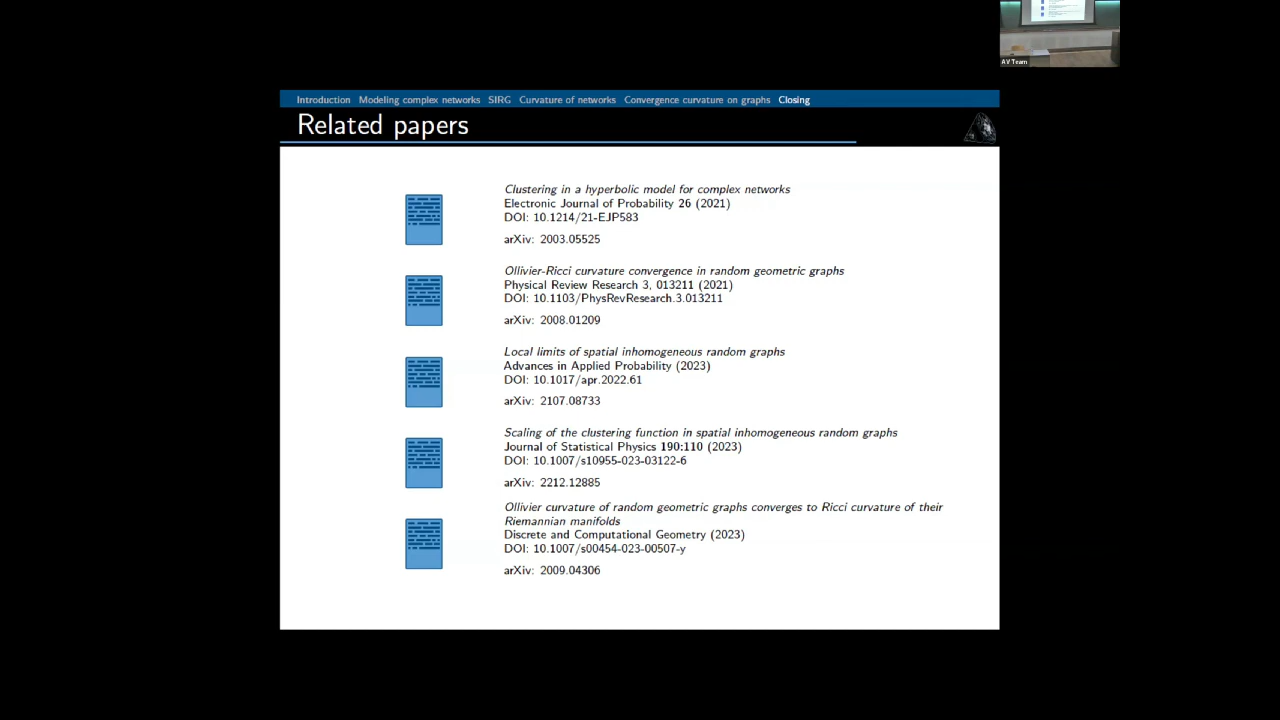 AV Team
Introduction Modeling complex networks SIRG Curvature of networks Convergence curvature on graphs Closing
Related papers
Clustering in a hyperbolic model for complex networks
Electronic Journal of Probability 26 (2021)
DOI: 10.1214/21-EJP583
arXiv: 2003.05525
Ollivier-Ricci curvature convergence in random geometric graphs
Physical Review Research 3, 013211 (2021)
DOI: 10.1103/PhysRevResearch.3.013211
arXiv: 2008.01209
Local limits of spatial inhomogeneous random graphs
Advances in Applied Probability (2023)
DOI: 10.1017/apr.2022.61
arXiv: 2107.08733
Scaling of the clustering function in spatial inhomogeneous random graphs
Journal of Statistical Physics 190:110 (2023)
DOI: 10.1007/s10955-023-03122-6
arXiv: 2212.12885
Ollivier curvature of random geometric graphs converges to Ricci curvature of their
Riemannian manifolds
Discrete and Computational Geometry (2023)
DOI: 10.1007/s00454-023-00507-y
arXiv: 2009.04306